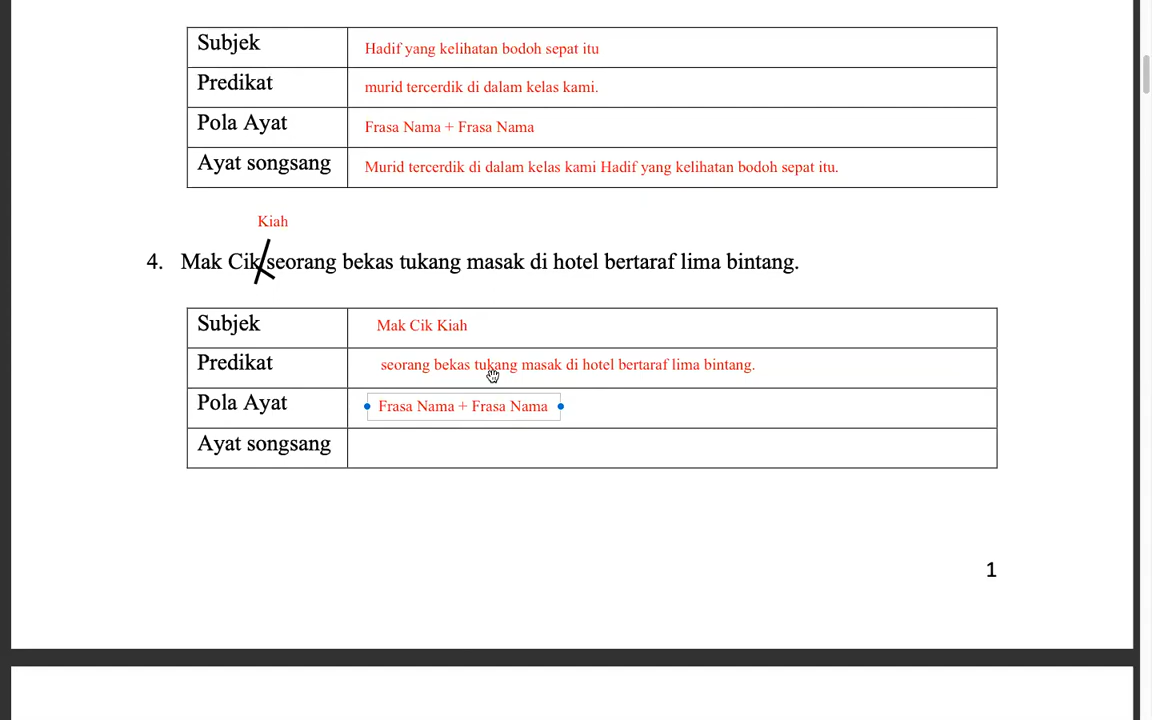 Subjek Hadif yang kelihatan bodoh sepat itu
Predikat murid tercerdik di dalam kelas kami.
Pola Ayat Frasa Nama + Frasa Nama
Ayat songsang Murid tercerdik di dalam kelas kami Hadif yang kelihatan bodoh sepat itu.
Kiah
4. Mak Cik seorang bekas tukang masak di hotel bertaraf lima bintang.
Subjek Mak Cik Kiah
Predikat seorang bekas tukang masak di hotel bertaraf lima bintang.
Pola Ayat Frasa Nama + Frasa Nama
Ayat songsang
1